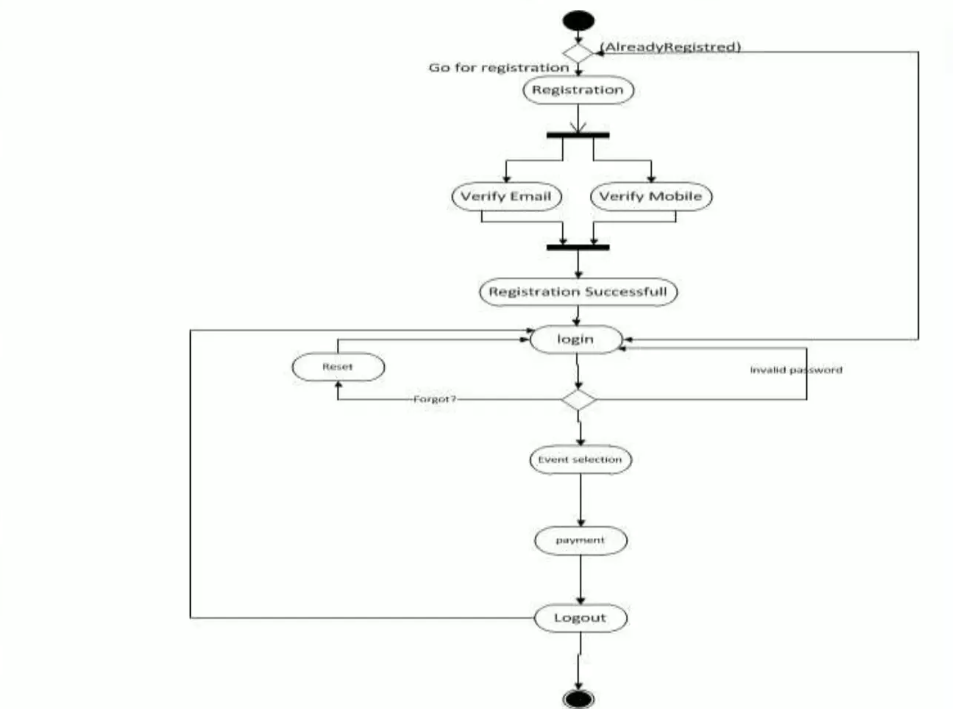 (AlreadyRegistred)
Go for registration
Registration
Verify Email
Verify Mobile
Registration Successfull
login
Reset
Invalid password
Forgot?
Event selection
payment
Logout